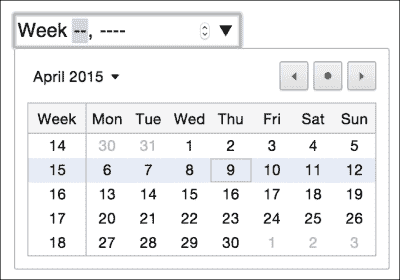 Week --, ----
April 2015
Week Mon Tue Wed Thu Fri Sat Sun
14 30 31 1 2 3 4 5
15 6 7 8 9 10 11 12
16 13 14 15 16 17 18 19
17 20 21 22 23 24 25 26
18 27 28 29 30 1 2 3